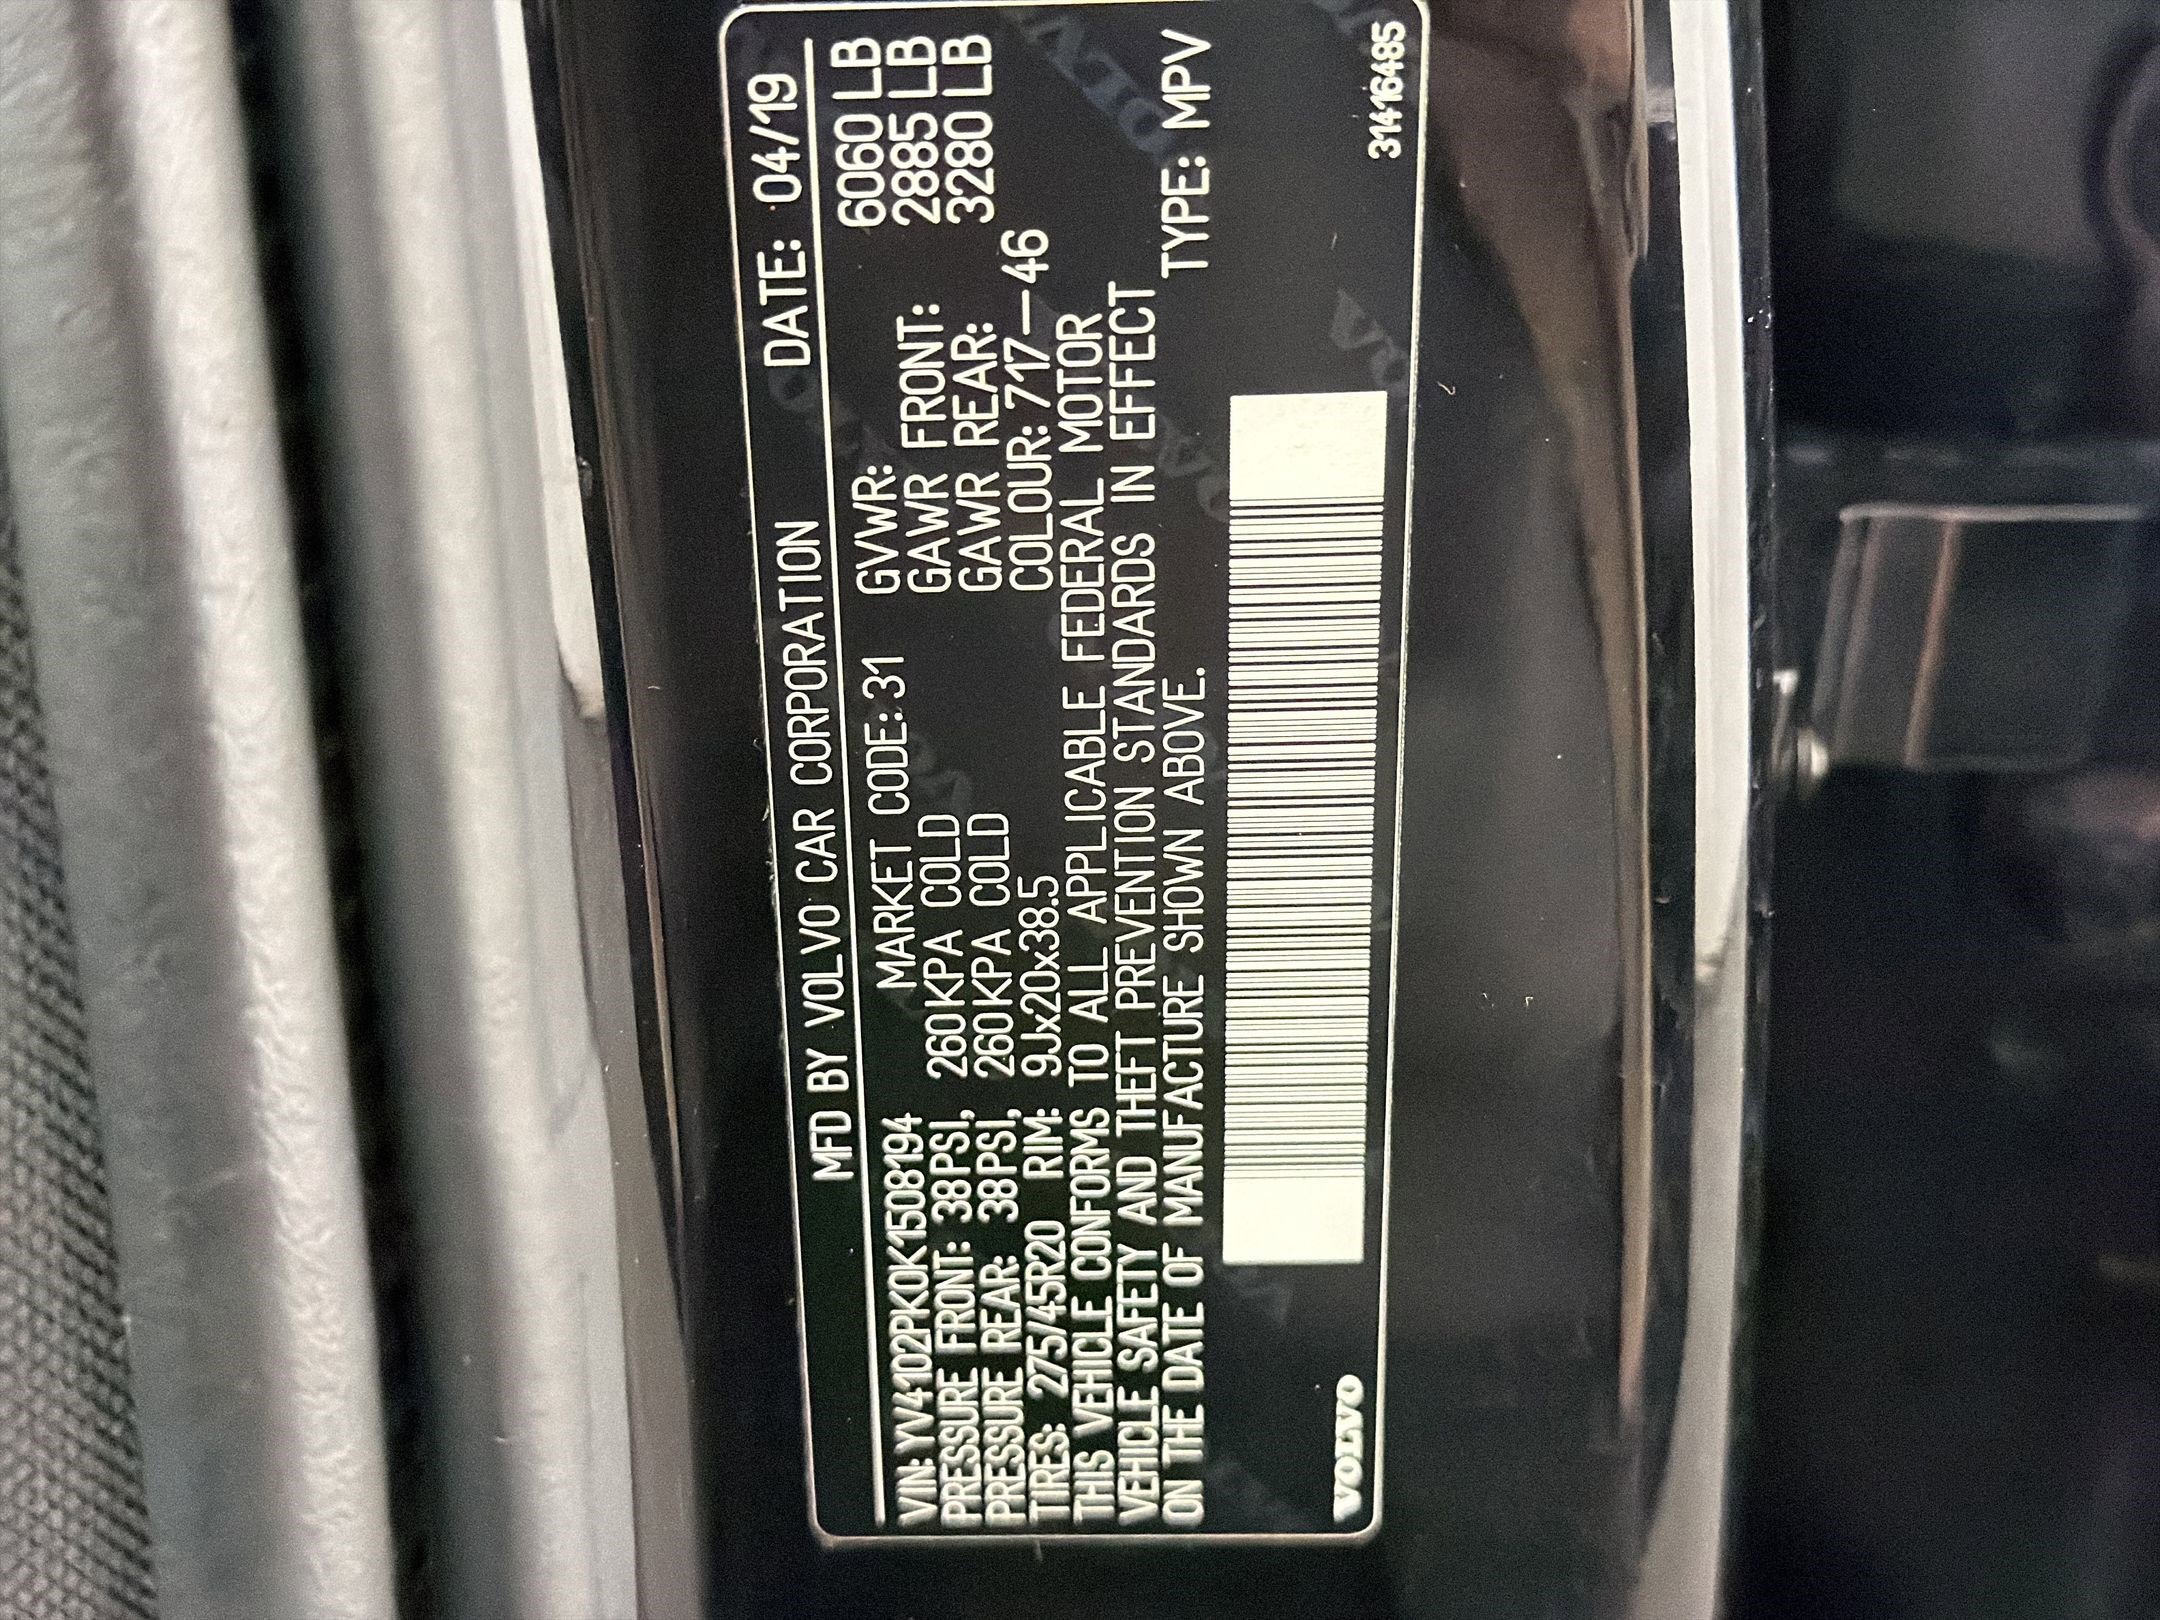 MFD BY VOLVO CAR CORPORATION DATE: 04/19
VIN: YV4102PK0K1508194 MARKET CODE: 31 GVWR: 6060 LB
PRESSURE FRONT: 38PSI, 260KPA COLD GAWR FRONT: 2885 LB
PRESSURE REAR: 38PSI, 260KPA COLD GAWR REAR: 3280 LB
TIRES: 275/45R20 RIM: 9Jx20x38.5 COLOUR: 717-46
THIS VEHICLE CONFORMS TO ALL APPLICABLE FEDERAL MOTOR
VEHICLE SAFETY AND THEFT PREVENTION STANDARDS IN EFFECT
ON THE DATE OF MANUFACTURE SHOWN ABOVE. TYPE: MPV
VOLVO 31416485